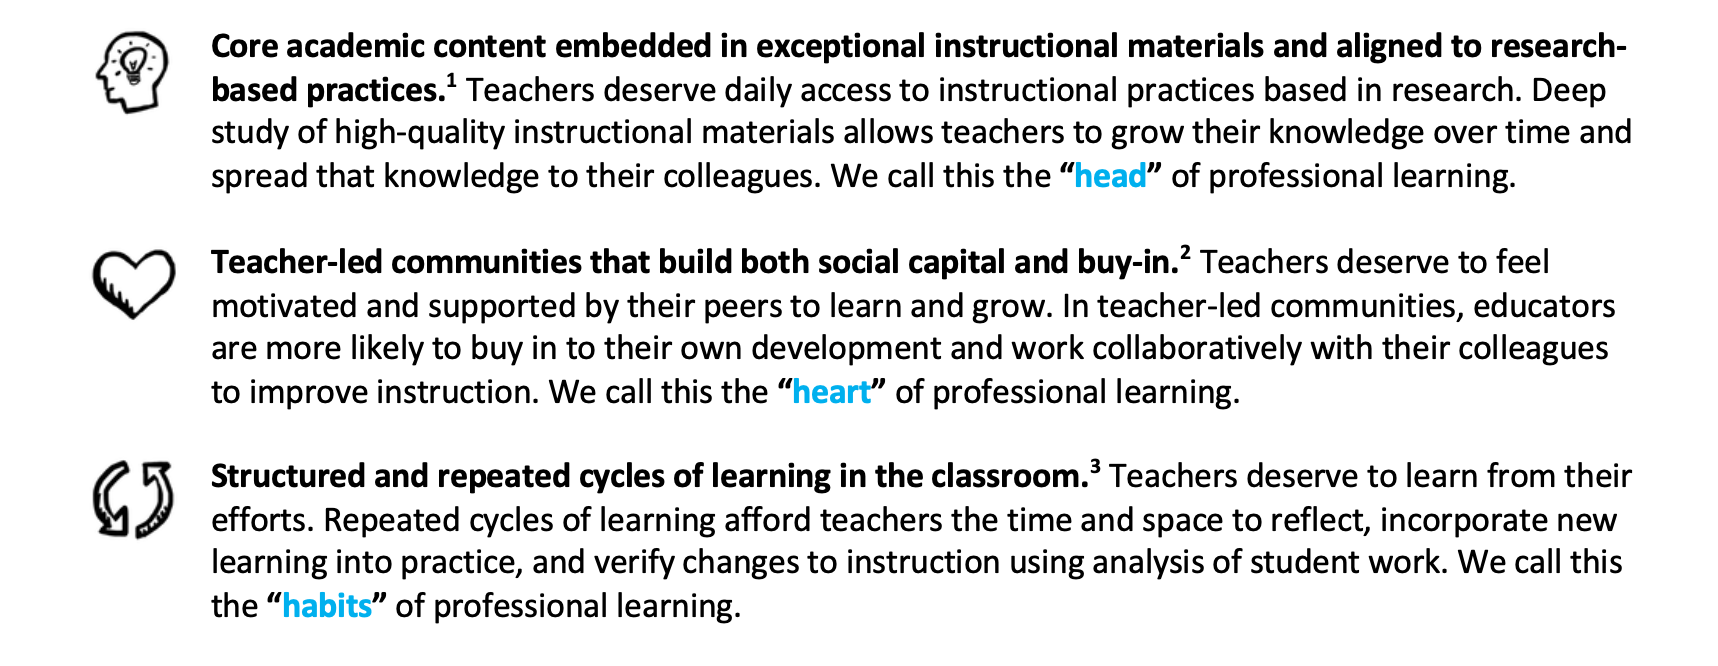 Core academic content embedded in exceptional instructional materials and aligned to research-
based practices.¹ Teachers deserve daily access to instructional practices based in research. Deep
study of high-quality instructional materials allows teachers to grow their knowledge over time and
spread that knowledge to their colleagues. We call this the “head” of professional learning.
Teacher-led communities that build both social capital and buy-in.² Teachers deserve to feel
motivated and supported by their peers to learn and grow. In teacher-led communities, educators
are more likely to buy in to their own development and work collaboratively with their colleagues
to improve instruction. We call this the “heart” of professional learning.
Structured and repeated cycles of learning in the classroom.³ Teachers deserve to learn from their
efforts. Repeated cycles of learning afford teachers the time and space to reflect, incorporate new
learning into practice, and verify changes to instruction using analysis of student work. We call this
the “habits” of professional learning.